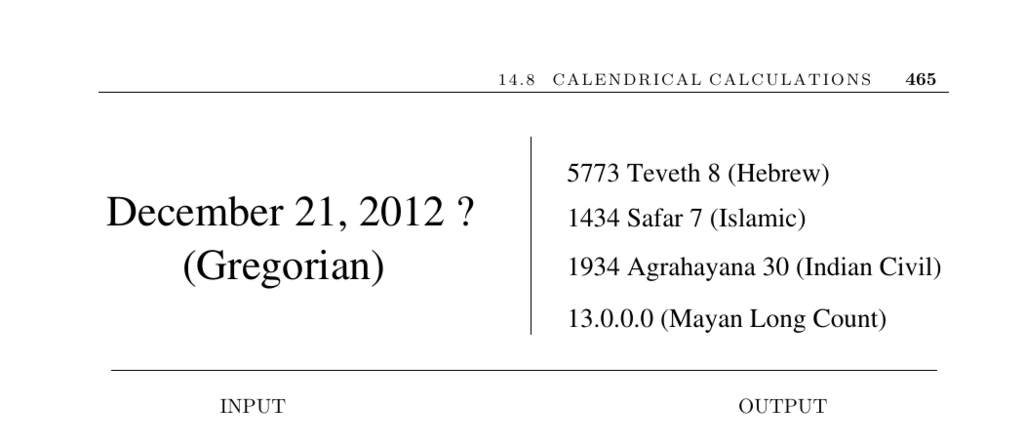 14.8 CALENDRICAL CALCULATIONS 465
December 21, 2012 ?
(Gregorian)
5773 Teveth 8 (Hebrew)
1434 Safar 7 (Islamic)
1934 Agrahayana 30 (Indian Civil)
13.0.0.0 (Mayan Long Count)
INPUT
OUTPUT